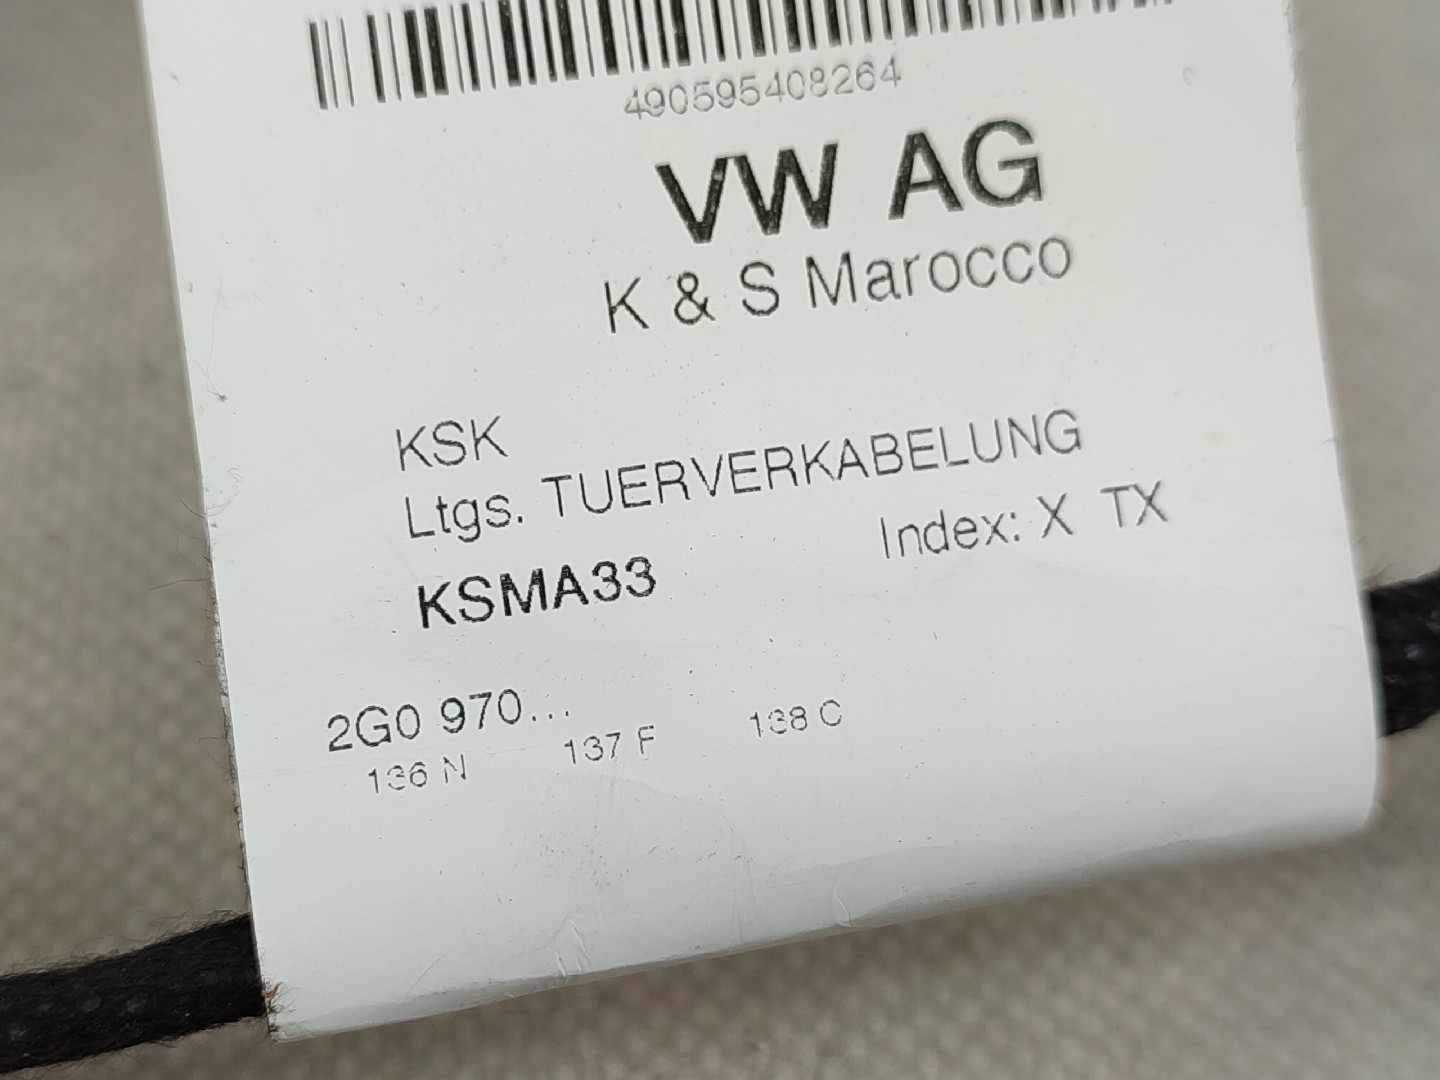 490595408264
VW AG
K & S Marocco
KSK
Ltgs. TUERVERKABELUNG
Index: X TX
KSMA33
2G0 970...
136 N 137 F 138 C